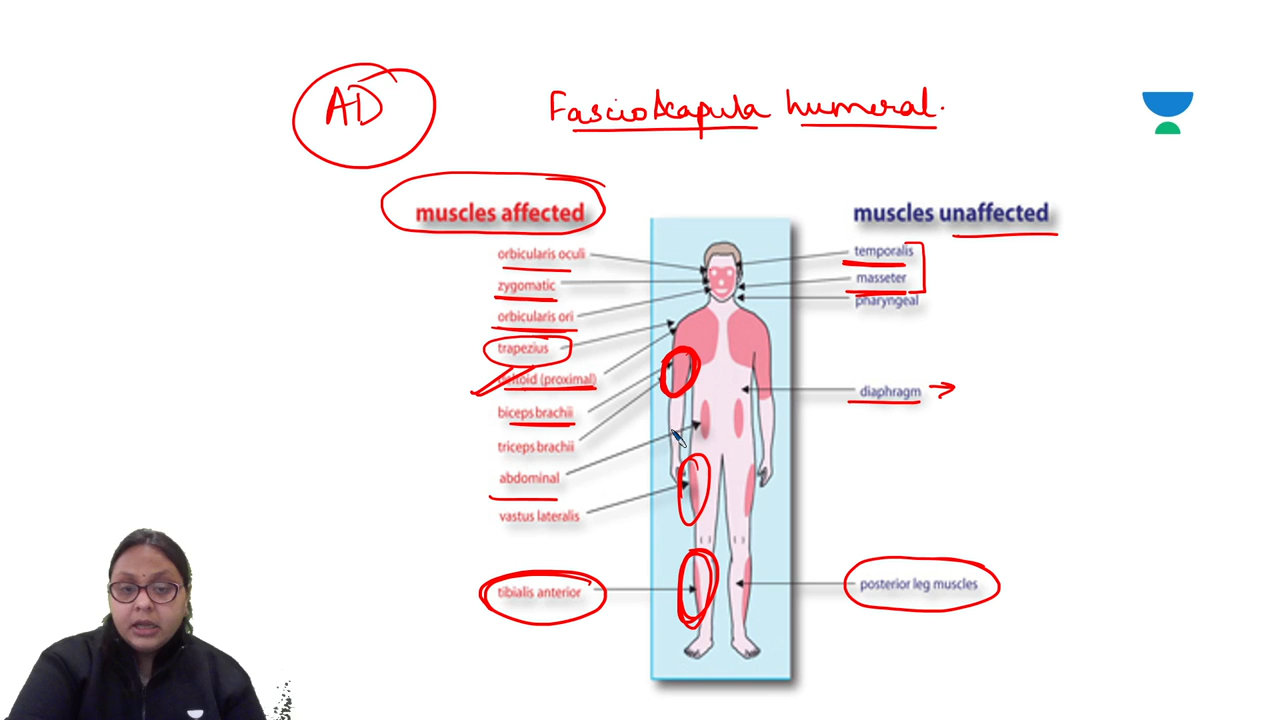 AD
Fascioscapula humeral.
muscles affected
orbicularis oculi
zygomatic
orbicularis ori
trapezius
deltoid (proximal)
biceps brachii
triceps brachii
abdominal
vastus lateralis
tibialis anterior
muscles unaffected
temporalis
masseter
pharyngeal
diaphragm
posterior leg muscles